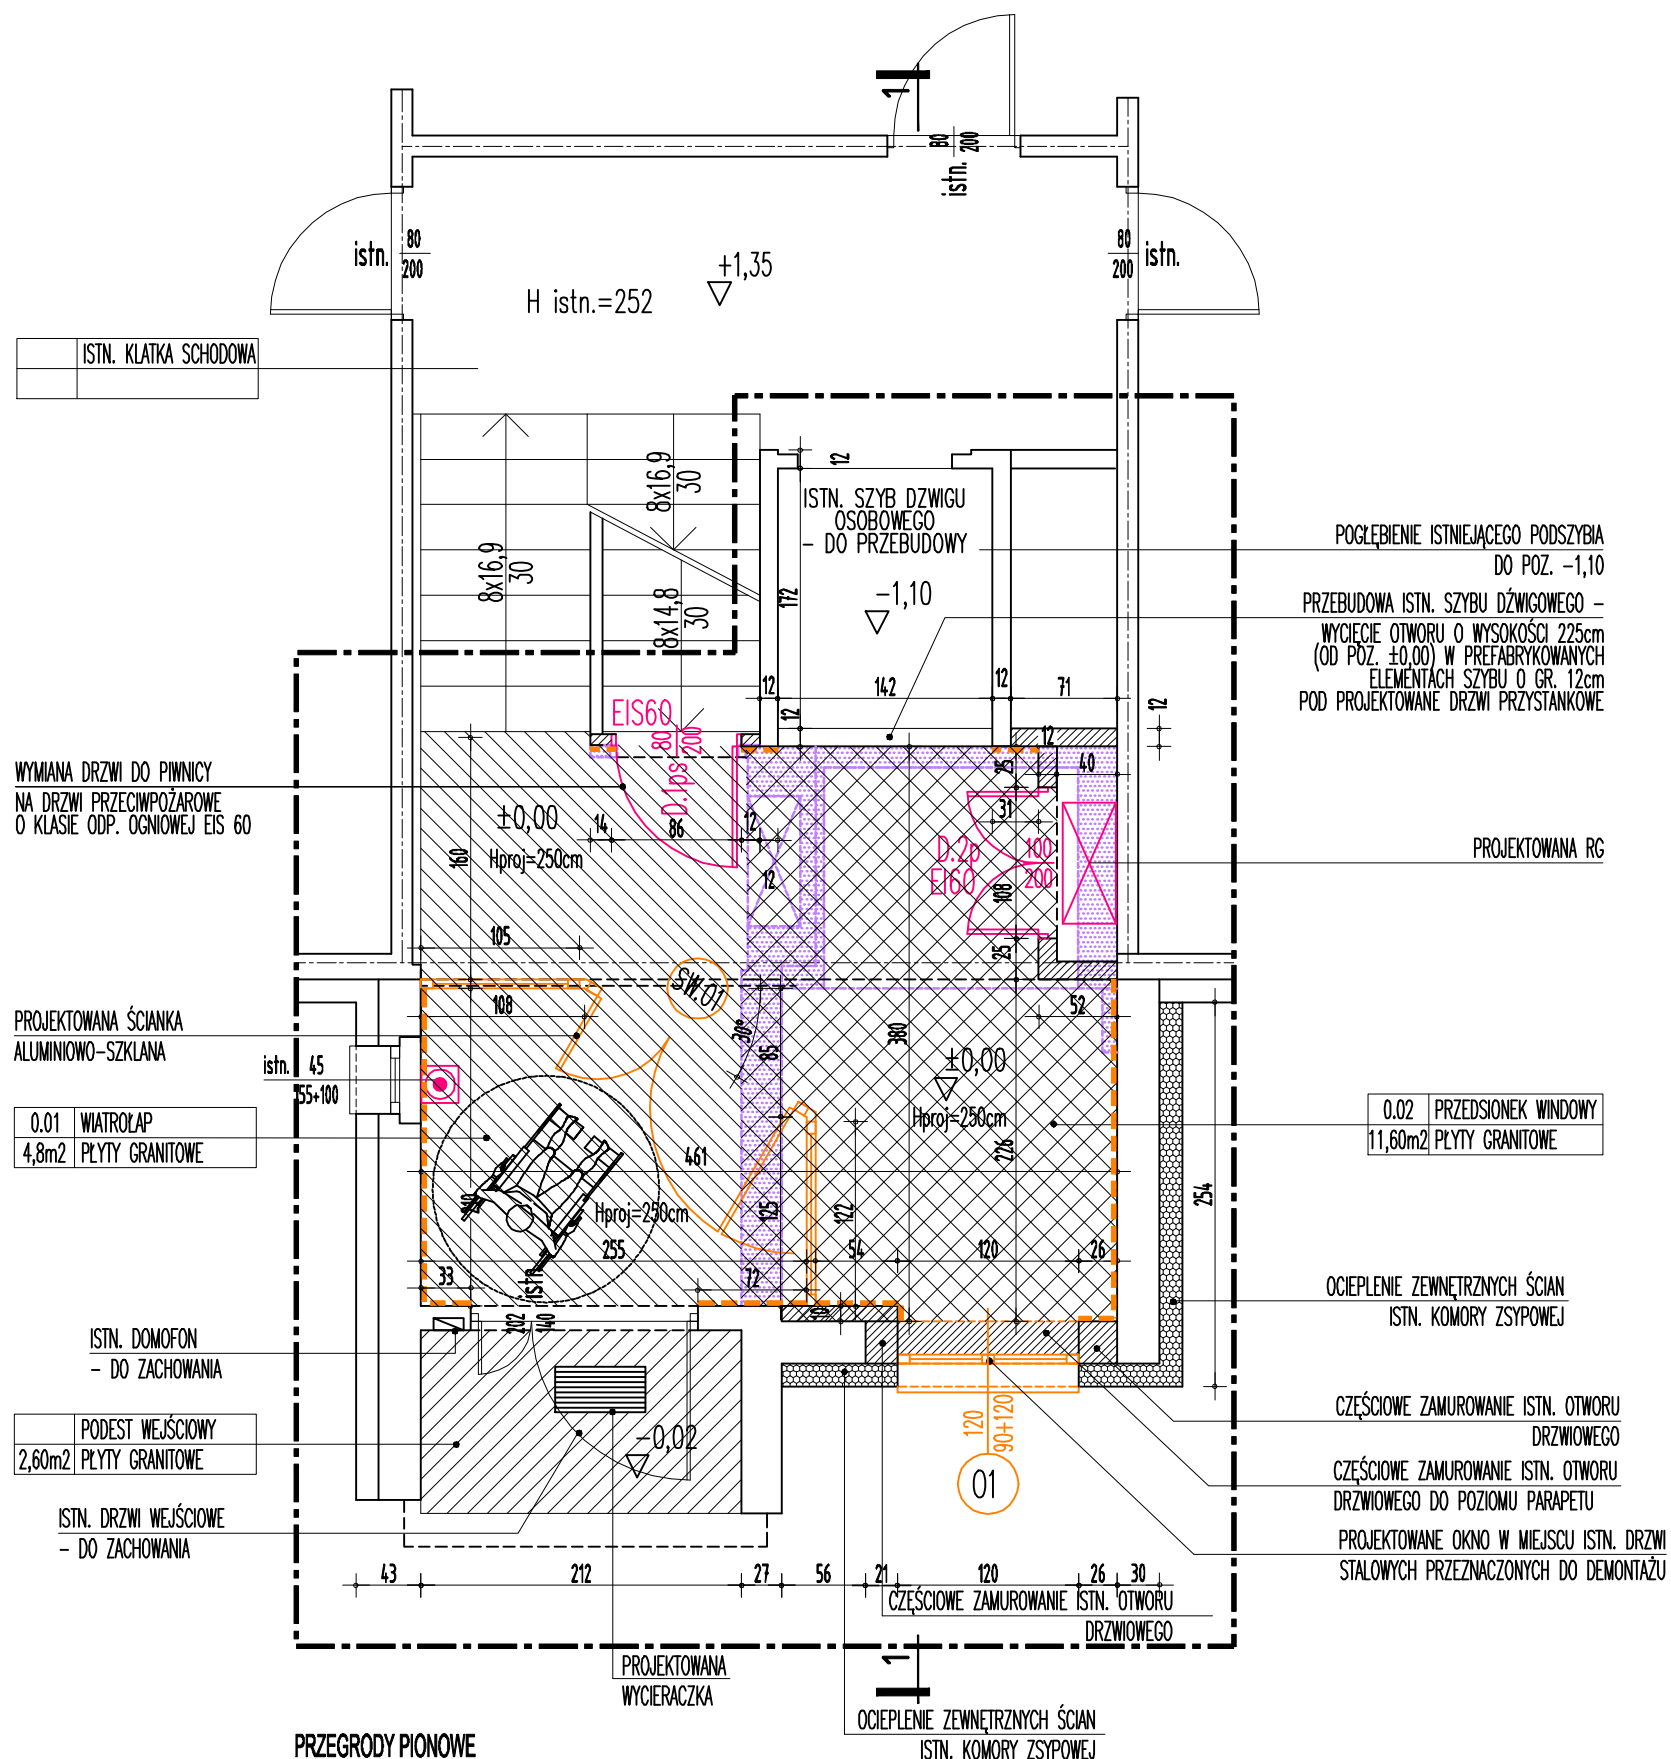 1
80
200
istn.
istn.
80
200
80
200
istn.
+1,35
H istn.=252
ISTN. KLATKA SCHODOWA
8x16,9
30
8x16,9
30
8x14,8
30
12
ISTN. SZYB DZWIGU
OSOBOWEGO
- DO PRZEBUDOWY
172
-1,10
POGŁĘBIENIE ISTNIEJĄCEGO PODSZYBIA
DO POZ. -1,10
PRZEBUDOWA ISTN. SZYBU DŹWIGOWEGO -
WYCIĘCIE OTWORU O WYSOKOŚCI 225cm
(OD POZ. ±0,00) W PREFABRYKOWANYCH
ELEMENTACH SZYBU O GR. 12cm
POD PROJEKTOWANE DRZWI PRZYSTANKOWE
12
142
12
71
12
12
12
EIS60
80
200
D.1ps
25
40
WYMIANA DRZWI DO PIWNICY
NA DRZWI PRZECIWPOŻAROWE
O KLASIE ODP. OGNIOWEJ EIS 60
±0,00
Hproj=250cm
160
14
86
12
12
31
D.2p
EI60
100
200
108
PROJEKTOWANA RG
105
25
SW.01
108
30°
85
380
52
PROJEKTOWANA ŚCIANKA
ALUMINIOWO-SZKLANA
istn.
45
55+100
±0,00
Hproj=250cm
0.01 WIATROŁAP
4,8m2 PŁYTY GRANITOWE
0.02 PRZEDSIONEK WINDOWY
11,60m2 PŁYTY GRANITOWE
461
226
254
210
Hproj=250cm
125
122
255
54
120
26
33
istn.
72
10
202
140
OCIEPLENIE ZEWNĘTRZNYCH ŚCIAN
ISTN. KOMORY ZSYPOWEJ
ISTN. DOMOFON
- DO ZACHOWANIA
PODEST WEJŚCIOWY
2,60m2 PŁYTY GRANITOWE
-0,02
120
90+120
01
CZĘŚCIOWE ZAMUROWANIE ISTN. OTWORU
DRZWIOWEGO
CZĘŚCIOWE ZAMUROWANIE ISTN. OTWORU
DRZWIOWEGO DO POZIOMU PARAPETU
ISTN. DRZWI WEJŚCIOWE
- DO ZACHOWANIA
PROJEKTOWANE OKNO W MIEJSCU ISTN. DRZWI
STALOWYCH PRZEZNACZONYCH DO DEMONTAŻU
43
212
27
56
21
120
26
30
CZĘŚCIOWE ZAMUROWANIE ISTN. OTWORU
DRZWIOWEGO
PROJEKTOWANA
WYCIERACZKA
1
OCIEPLENIE ZEWNĘTRZNYCH ŚCIAN
ISTN. KOMORY ZSYPOWEJ
PRZEGRODY PIONOWE